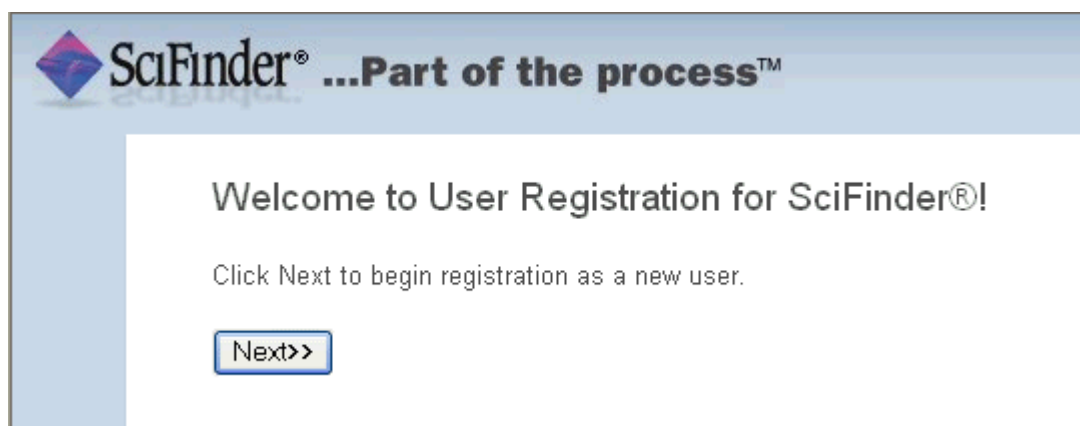 SciFinder® ...Part of the process™
Welcome to User Registration for SciFinder®!
Click Next to begin registration as a new user.
Next>>